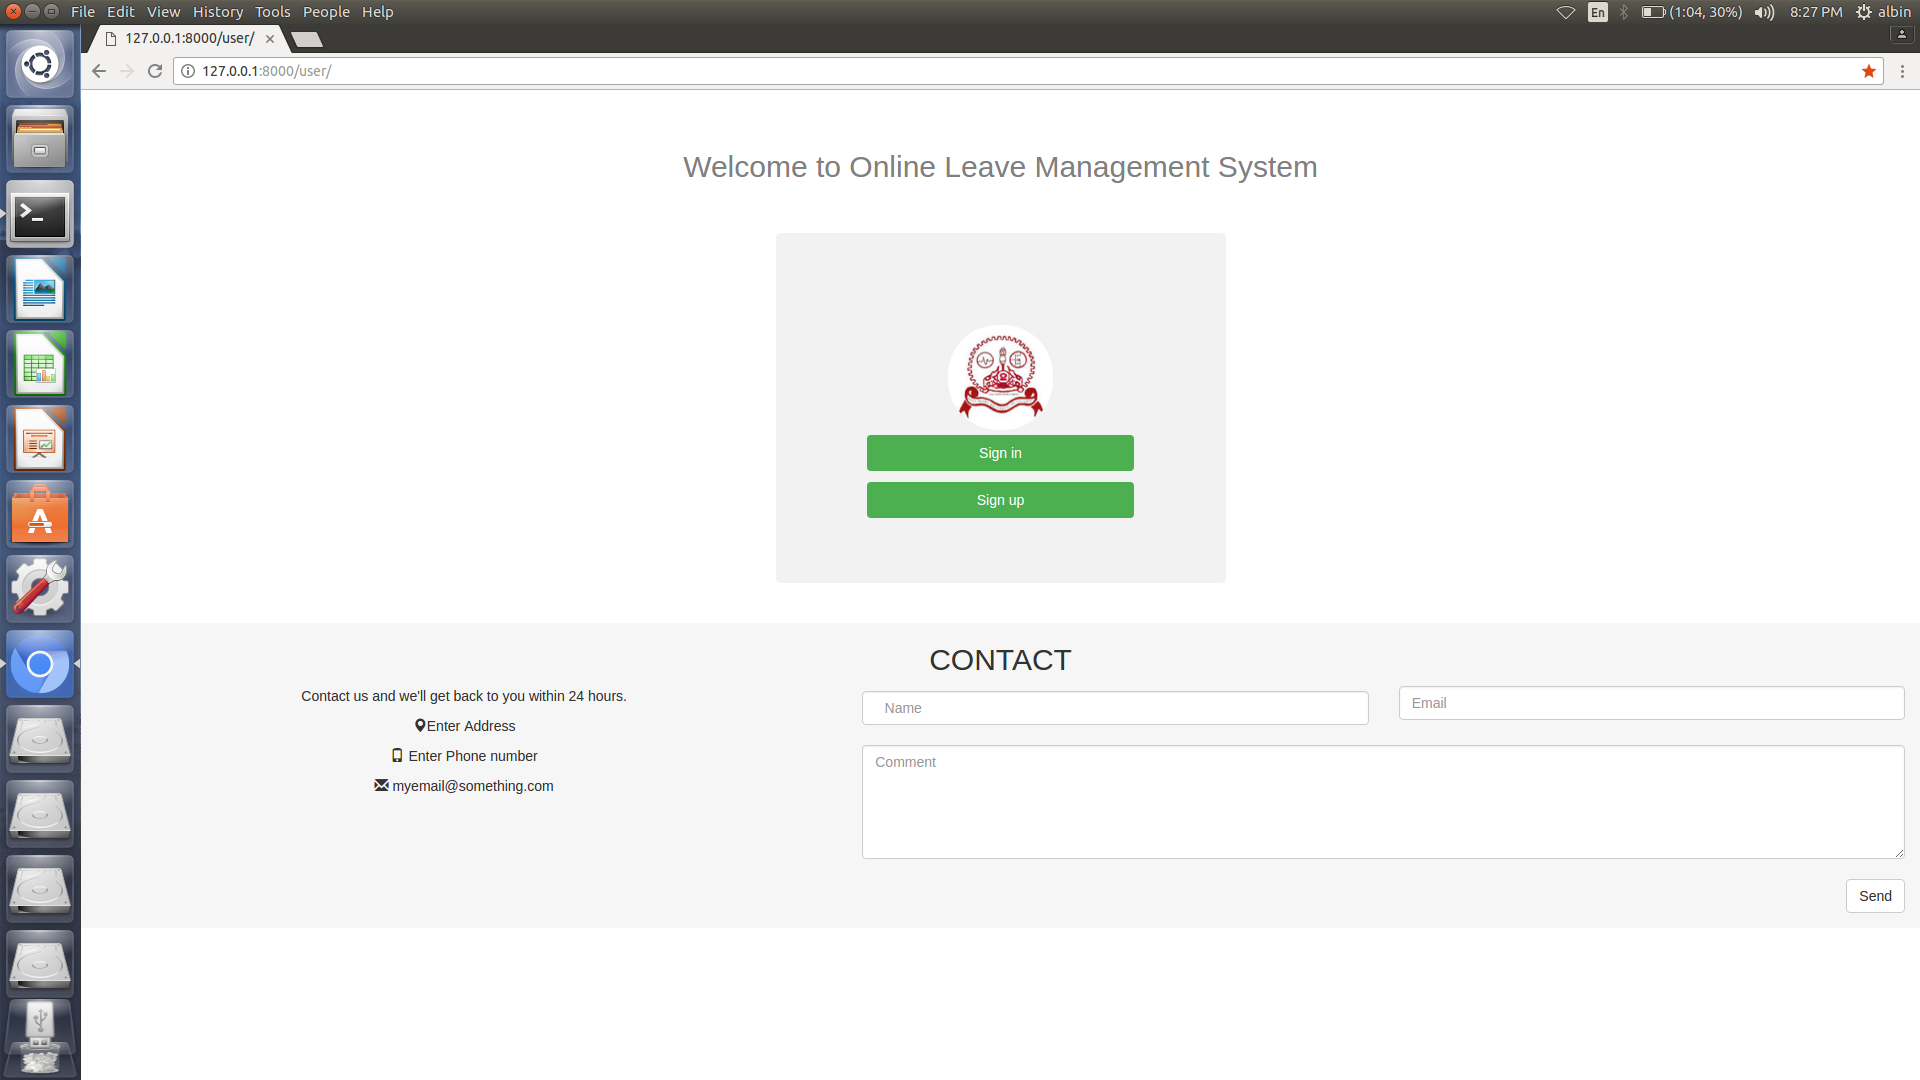 File Edit View History Tools People Help
En (1:04, 30%) 8:27 PM albin
127.0.0.1:8000/user/
127.0.0.1:8000/user/
Welcome to Online Leave Management System
Sign in
Sign up
CONTACT
Contact us and we'll get back to you within 24 hours.
Enter Address
Enter Phone number
myemail@something.com
Name
Email
Comment
Send